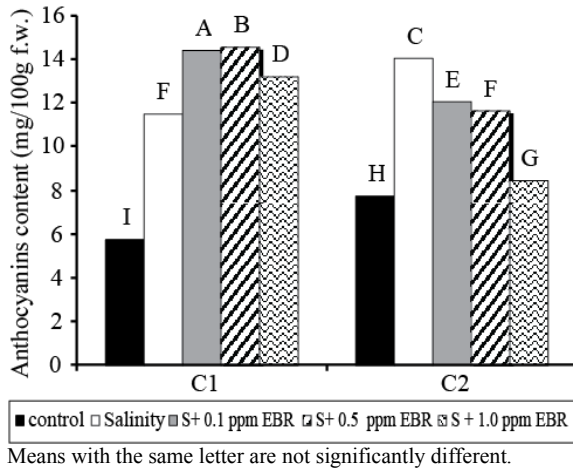 Anthocyanins content (mg/100g f.w.)
16
14
12
10
8
6
4
2
0
I
F
A
B
D
H
C
E
F
G
C1
C2
control Salinity S+ 0.1 ppm EBR S+ 0.5 ppm EBR S + 1.0 ppm EBR
Means with the same letter are not significantly different.